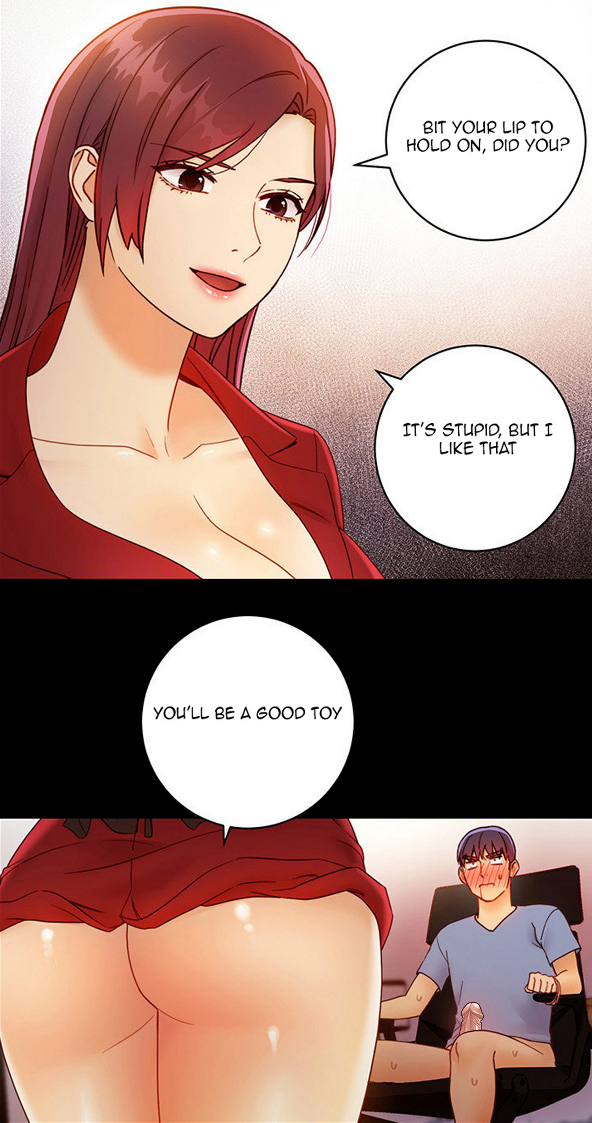 BIT YOUR LIP TO
HOLD ON, DID YOU?
IT'S STUPID, BUT I
LIKE THAT
YOU'LL BE A GOOD TOY